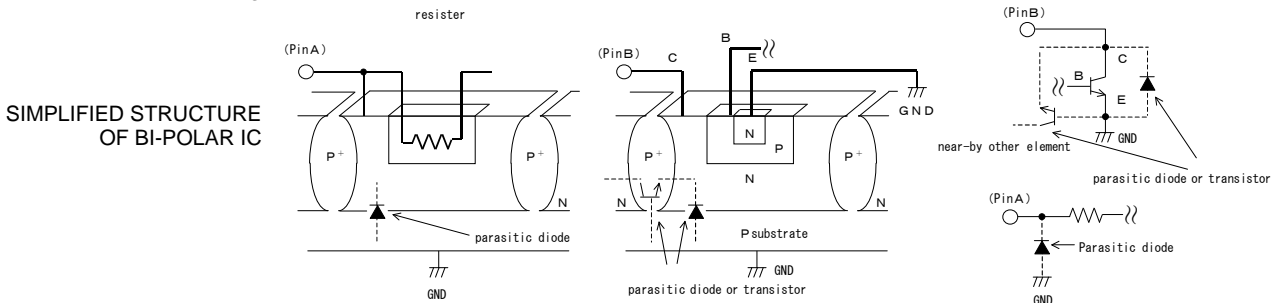 SIMPLIFIED STRUCTURE
OF BI-POLAR IC
resister
(PinA)
P+
P+
N
parasitic diode
GND
(PinB)
C
B
E
GND
N
P
P+
P+
N
N
N
P substrate
GND
parasitic diode or transistor
(PinB)
C
B
E
GND
near-by other element
parasitic diode or transistor
(PinA)
Parasitic diode
GND